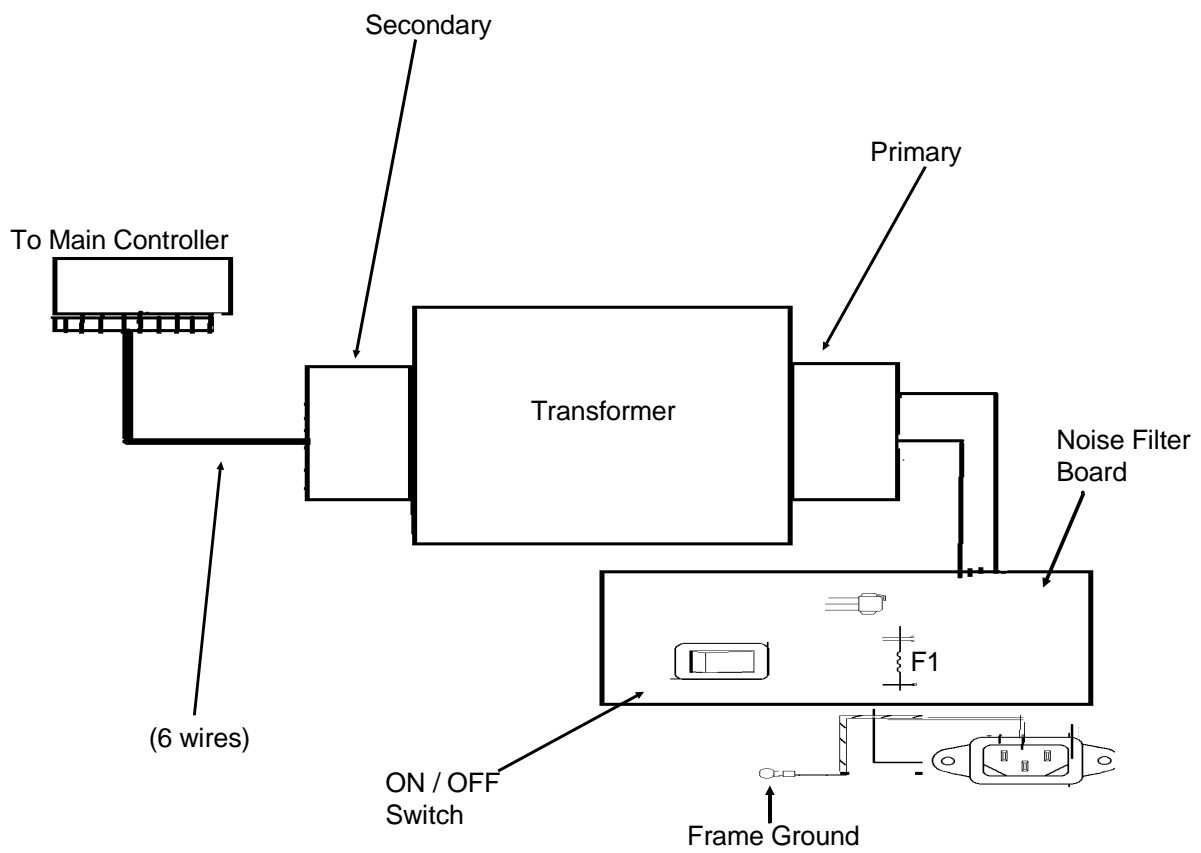 Secondary
Primary
To Main Controller
Transformer
Noise Filter
Board
F1
(6 wires)
ON / OFF
Switch
Frame Ground